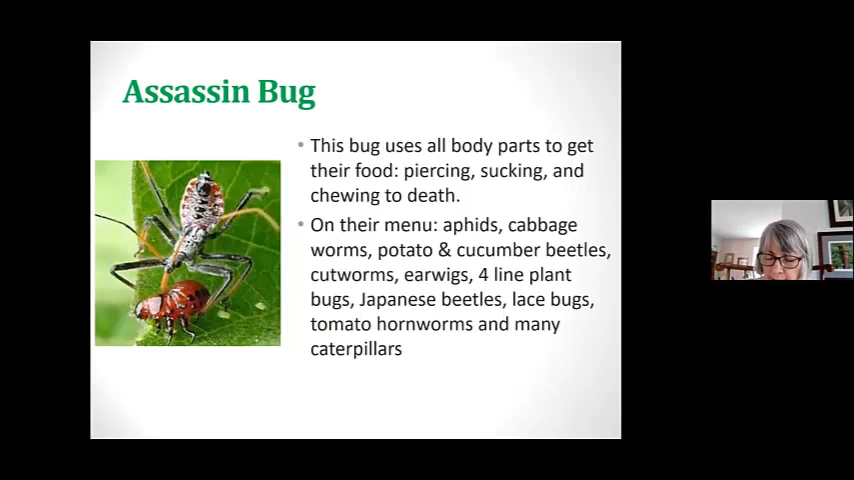 Assassin Bug
• This bug uses all body parts to get
their food: piercing, sucking, and
chewing to death.
• On their menu: aphids, cabbage
worms, potato & cucumber beetles,
cutworms, earwigs, 4 line plant
bugs, Japanese beetles, lace bugs,
tomato hornworms and many
caterpillars